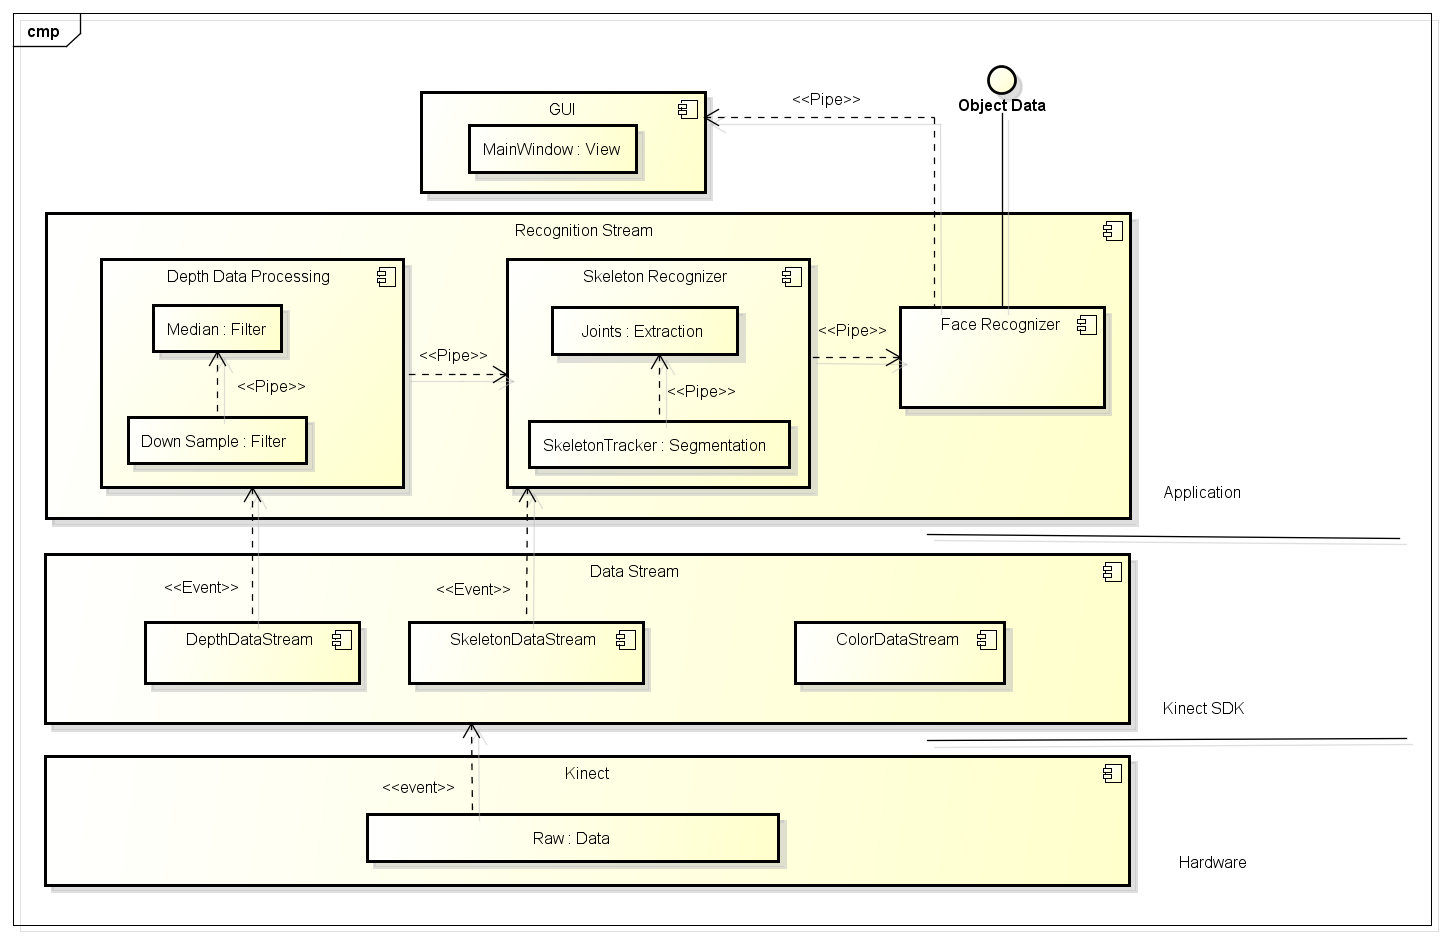 cmp
<<Pipe>>
Object Data
GUI
MainWindow : View
Recognition Stream
Depth Data Processing
Skeleton Recognizer
Median : Filter
Joints : Extraction
Face Recognizer
<<Pipe>>
<<Pipe>>
<<Pipe>>
<<Pipe>>
Down Sample : Filter
SkeletonTracker : Segmentation
Application
Data Stream
<<Event>>
<<Event>>
DepthDataStream
SkeletonDataStream
ColorDataStream
Kinect SDK
Kinect
<<event>>
Raw : Data
Hardware